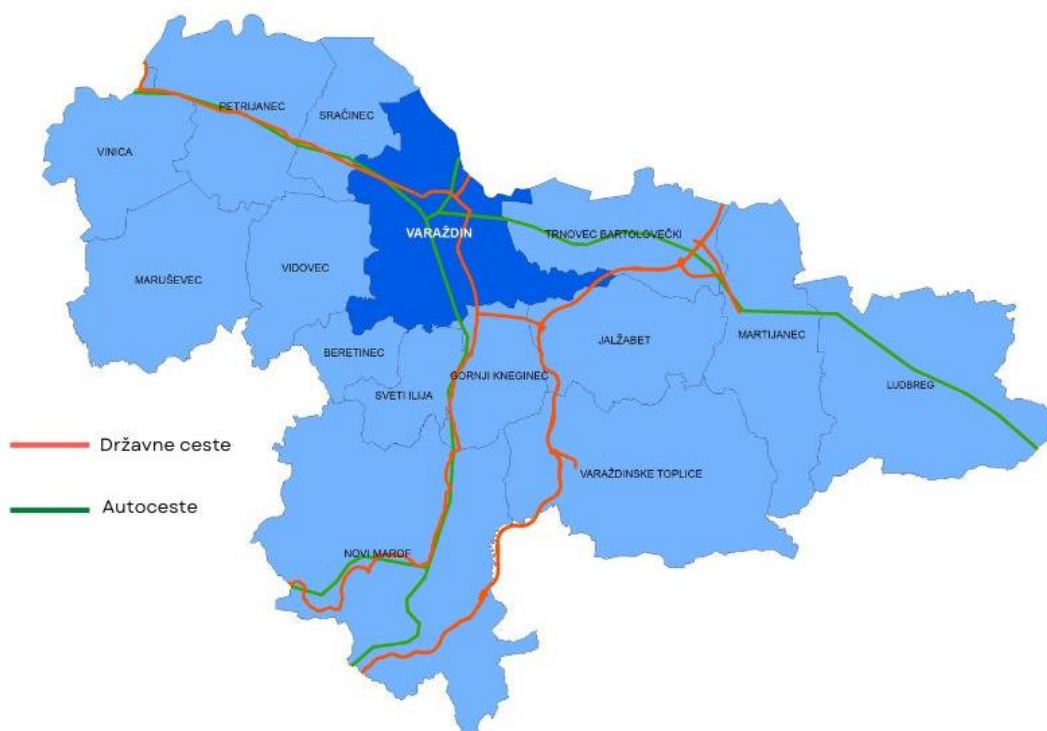 PETRIJANEC
SRAČINEC
VINICA
VARAŽDIN
TRNOVEC BARTOLOVEČKI
VIDOVEC
MARUŠEVEC
BERETINEC
JALŽABET
MARTIJANEC
GORNJI KNEGINEC
LUDBREG
SVETI ILIJA
Državne ceste
VARAŽDINSKE TOPLICE
Autoceste
NOVI MAROF